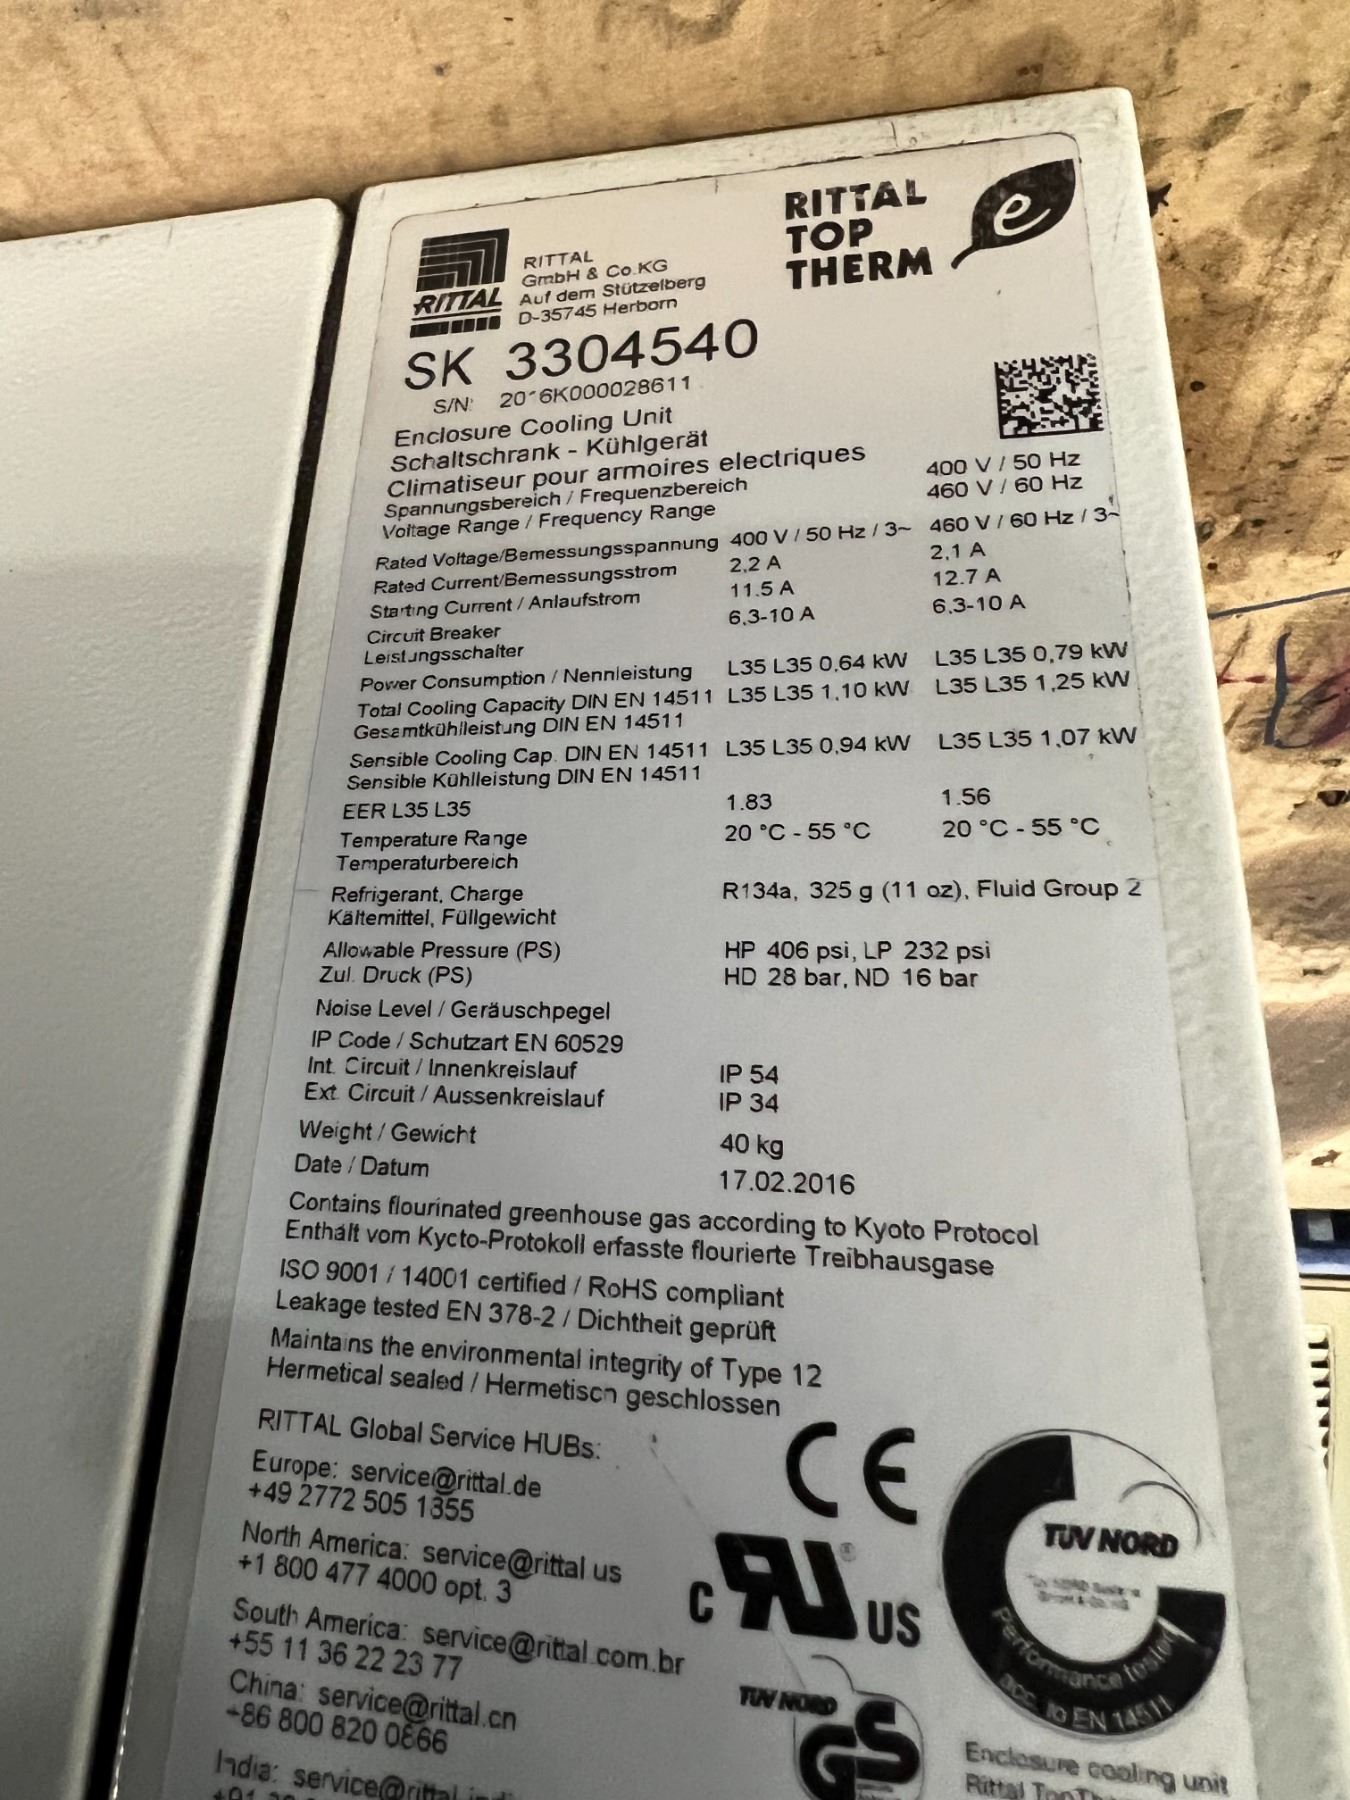 RITTAL
RITTAL
GmbH & Co.KG
Auf dem Stützelberg
D-35745 Herborn
RITTAL
TOP
THERM
e
SK 3304540
S/N: 2016K000028611
Enclosure Cooling Unit
Schaltschrank - Kühlgerät
Climatiseur pour armoires electriques
Spannungsbereich / Frequenzbereich 400 V / 50 Hz
Voltage Range / Frequency Range 460 V / 60 Hz
Rated Voltage/Bemessungsspannung 400 V / 50 Hz / 3~ 460 V / 60 Hz / 3~
Rated Current/Bemessungsstrom 2,2 A 2,1 A
Starting Current / Anlaufstrom 11.5 A 12.7 A
Circuit Breaker 6,3-10 A 6,3-10 A
Leistungsschalter
Power Consumption / Nennleistung L35 L35 0,64 kW L35 L35 0,79 kW
Total Cooling Capacity DIN EN 14511 L35 L35 1,10 kW L35 L35 1,25 kW
Gesamtkühlleistung DIN EN 14511
Sensible Cooling Cap. DIN EN 14511 L35 L35 0,94 kW L35 L35 1,07 kW
Sensible Kühlleistung DIN EN 14511
EER L35 L35 1.83 1.56
Temperature Range 20 °C - 55 °C 20 °C - 55 °C
Temperaturbereich
Refrigerant, Charge R134a, 325 g (11 oz), Fluid Group 2
Kältemittel, Füllgewicht
Allowable Pressure (PS) HP 406 psi, LP 232 psi
Zul. Druck (PS) HD 28 bar, ND 16 bar
Noise Level / Geräuschpegel
IP Code / Schutzart EN 60529
Int. Circuit / Innenkreislauf IP 54
Ext. Circuit / Aussenkreislauf IP 34
Weight / Gewicht 40 kg
Date / Datum 17.02.2016
Contains flourinated greenhouse gas according to Kyoto Protocol
Enthält vom Kyoto-Protokoll erfasste flourierte Treibhausgase
ISO 9001 / 14001 certified / RoHS compliant
Leakage tested EN 378-2 / Dichtheit geprüft
Maintains the environmental integrity of Type 12
Hermetical sealed / Hermetisch geschlossen
RITTAL Global Service HUBs:
Europe: service@rittal.de
+49 2772 505 1855
North America: service@rittal us
+1 800 477 4000 opt. 3
South America: service@rittal.com.br
+55 11 36 22 23 77
China: service@rittal.cn
+86 800 820 0866
India: service@rittal
CE
c RU ® US
TÜV NORD
Performance tested
acc. to EN 14511
TÜV NORD
GS
Enclosure cooling unit
Rittal